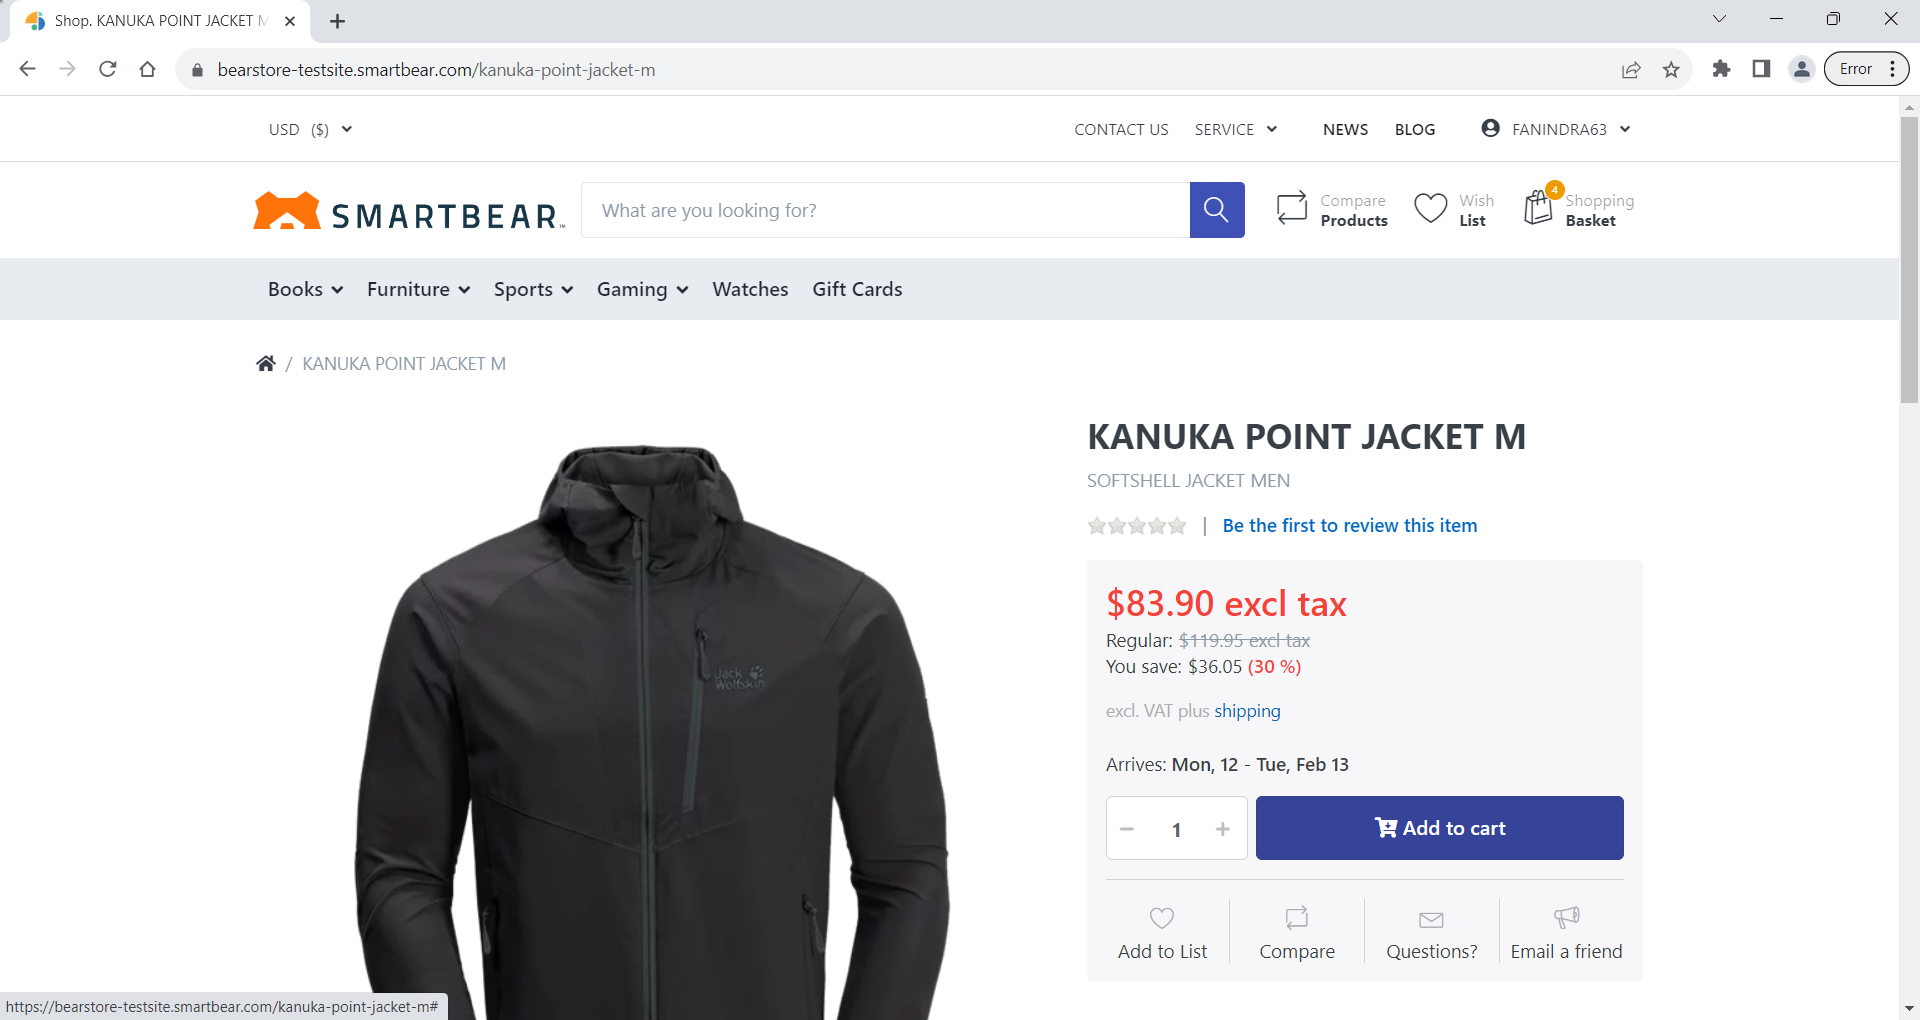 Shop. KANUKA POINT JACKET M
bearstore-testsite.smartbear.com/kanuka-point-jacket-m
Error
USD ($)
CONTACT US SERVICE NEWS BLOG FANINDRA63
SMARTBEAR™
What are you looking for?
Compare
Products
Wish
List
4
Shopping
Basket
Books Furniture Sports Gaming Watches Gift Cards
/ KANUKA POINT JACKET M
KANUKA POINT JACKET M
SOFTSHELL JACKET MEN
| Be the first to review this item
$83.90 excl tax
Regular: $119.95 excl tax
You save: $36.05 (30 %)
excl. VAT plus shipping
Arrives: Mon, 12 - Tue, Feb 13
− 1 + Add to cart
Add to List Compare Questions? Email a friend
Jack
Wolfskin
https://bearstore-testsite.smartbear.com/kanuka-point-jacket-m#